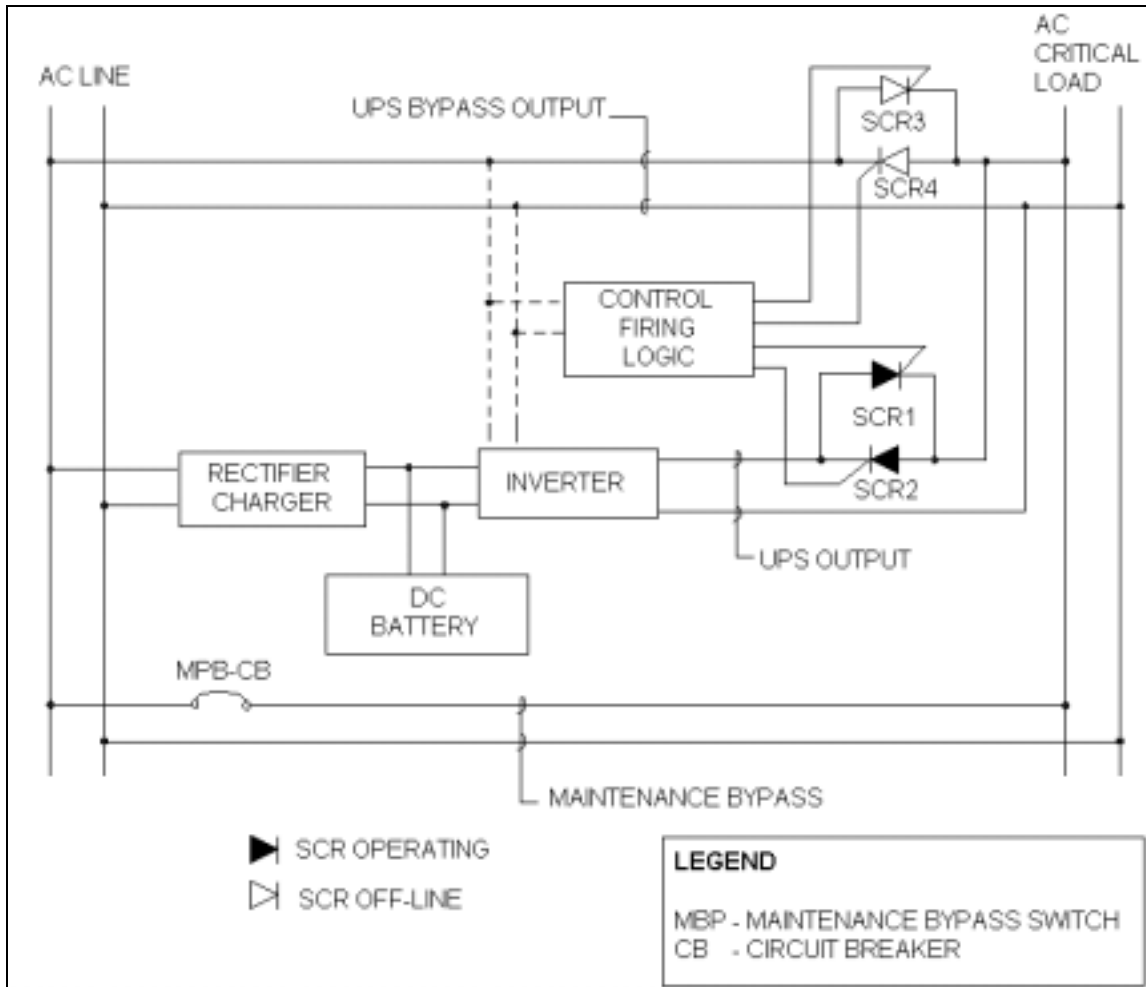 AC LINE
AC
CRITICAL
LOAD
UPS BYPASS OUTPUT
SCR3
SCR4
CONTROL
FIRING
LOGIC
SCR1
SCR2
RECTIFIER
CHARGER
INVERTER
UPS OUTPUT
DC
BATTERY
MPB-CB
MAINTENANCE BYPASS
SCR OPERATING
SCR OFF-LINE
LEGEND
MBP - MAINTENANCE BYPASS SWITCH
CB - CIRCUIT BREAKER